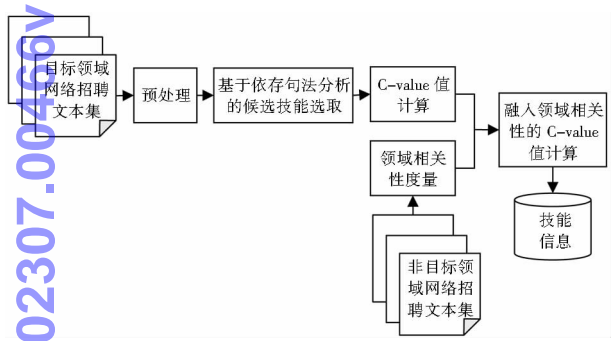 目标领域
网络招聘
文本集
预处理
基于依存句法分析
的候选技能选取
C-value 值
计算
领域相关
性度量
融入领域相关
性的 C-value
值计算
技能
信息
非目标领
域网络招
聘文本集
02307.00466v